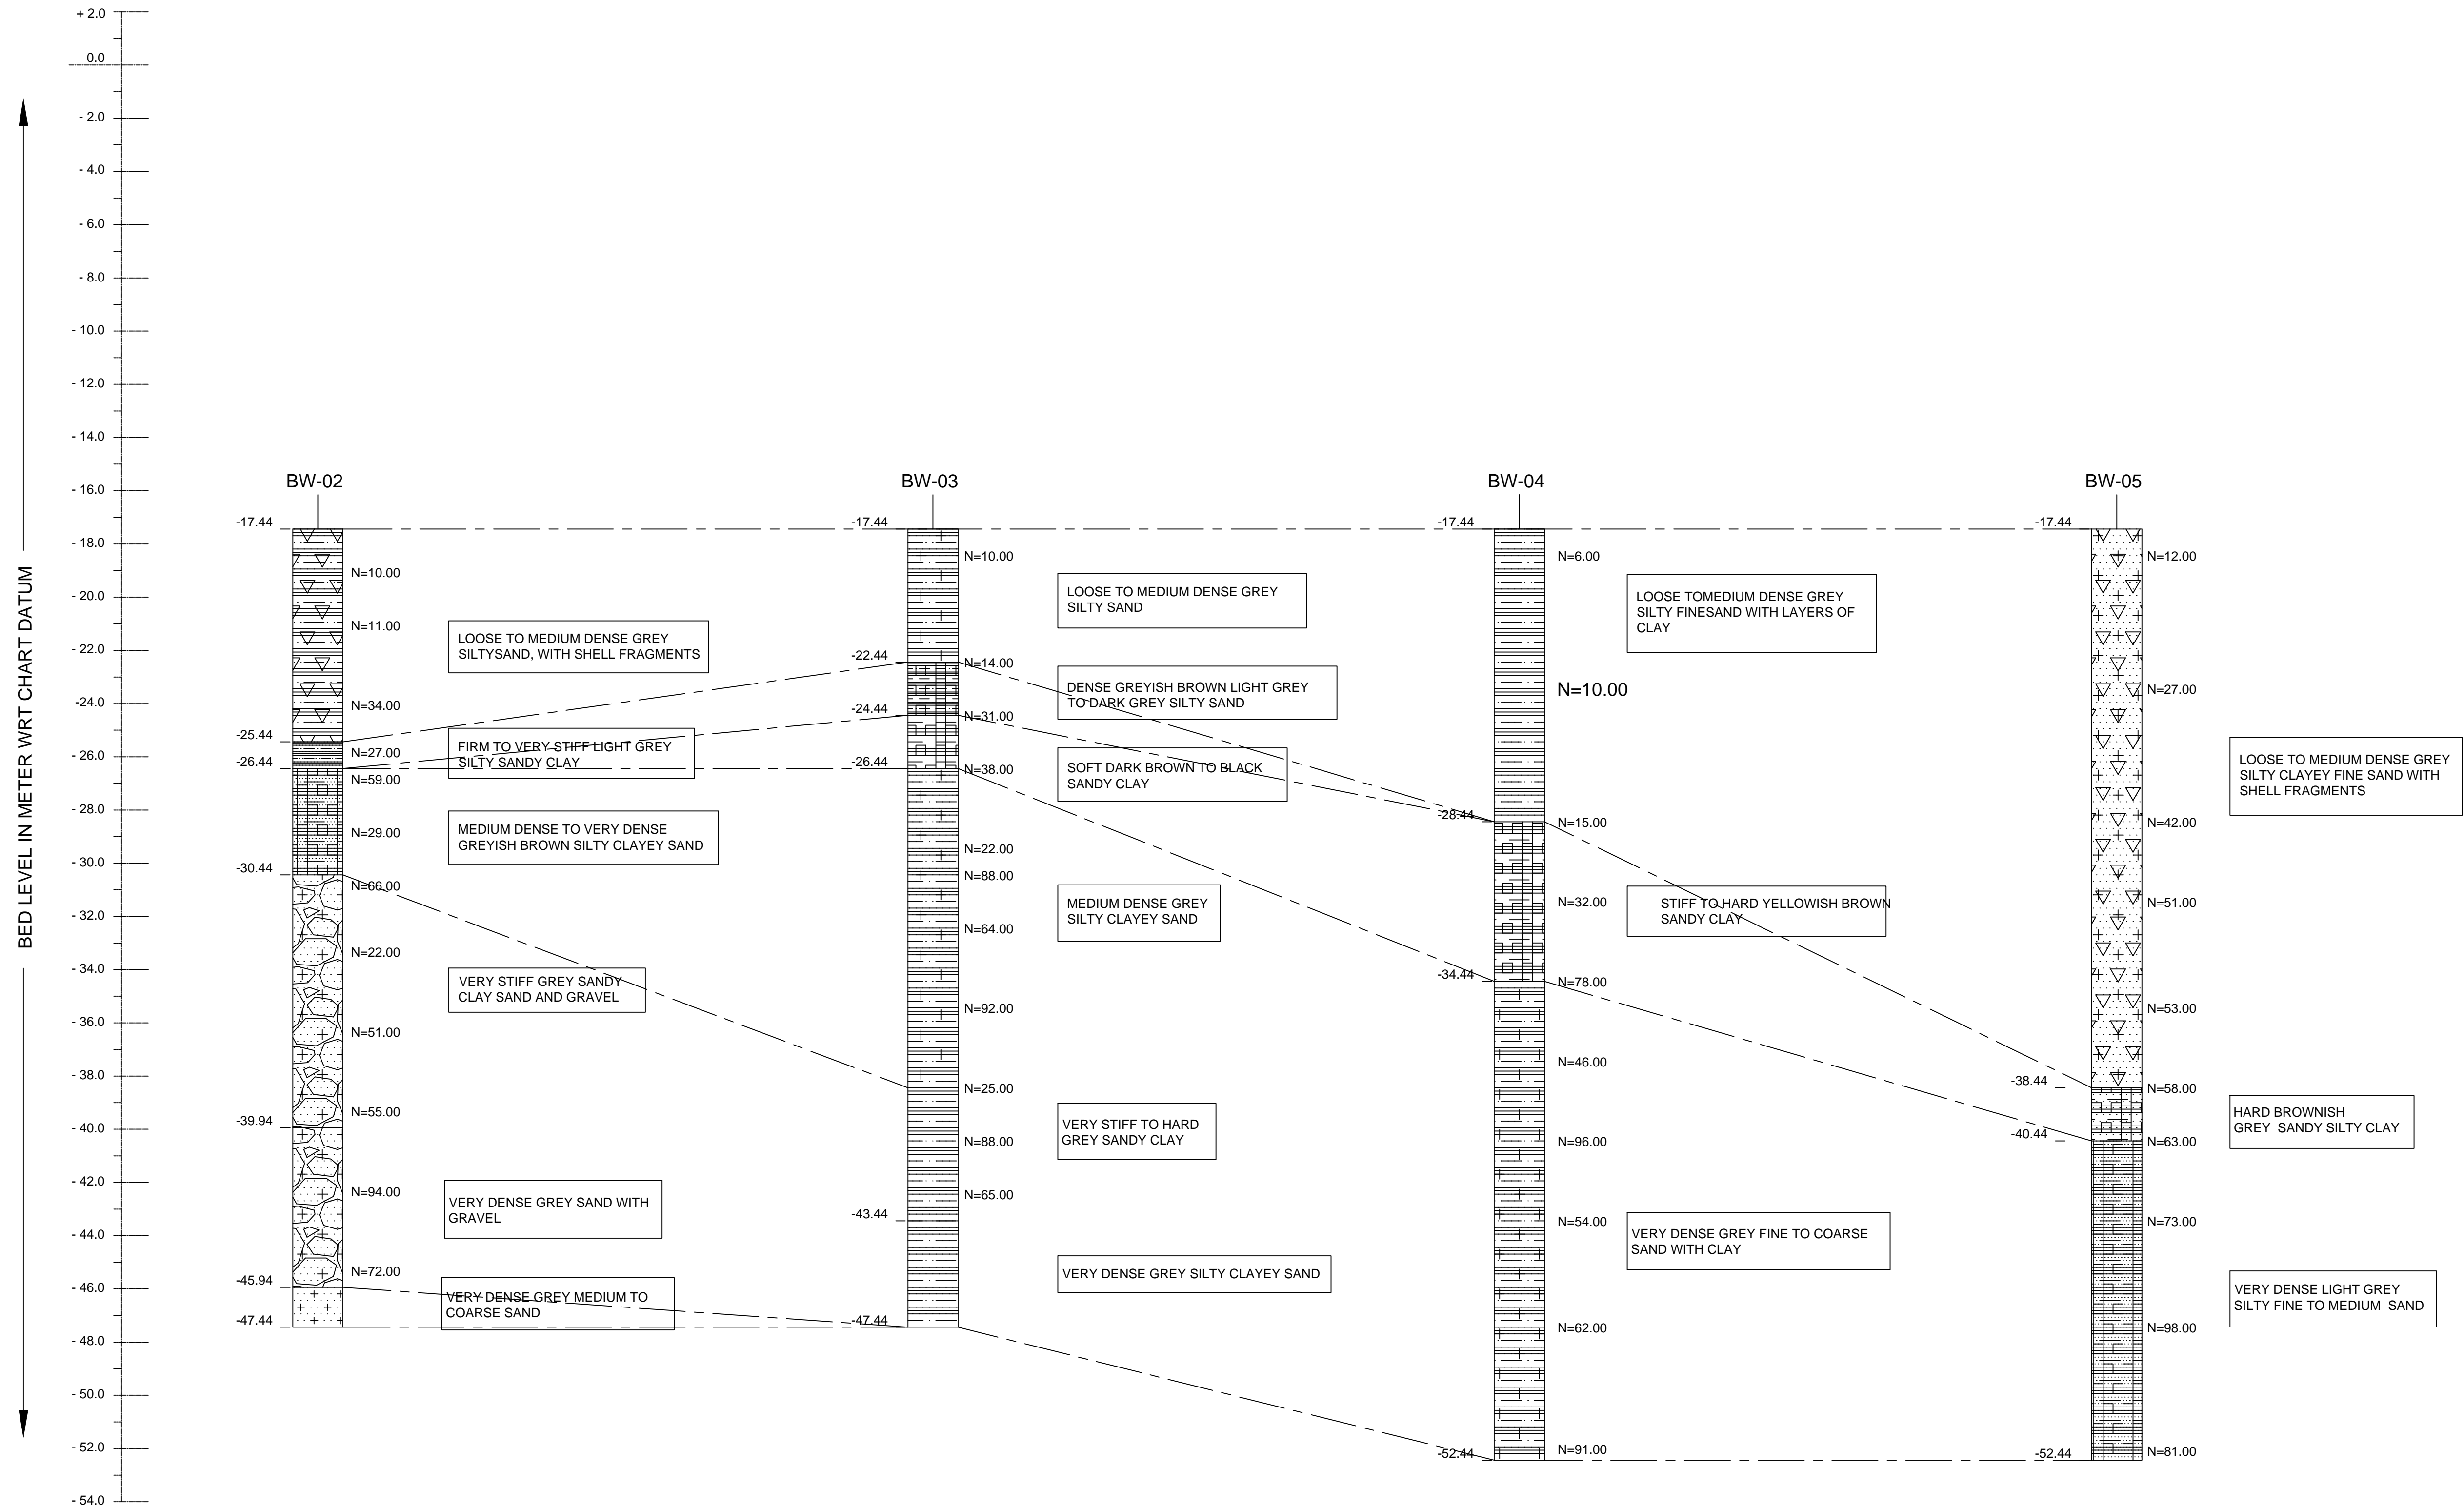 + 2.0
0.0
- 2.0
- 4.0
- 6.0
- 8.0
- 10.0
- 12.0
- 14.0
- 16.0
- 18.0
- 20.0
- 22.0
-24.0
- 26.0
- 28.0
- 30.0
- 32.0
- 34.0
- 36.0
- 38.0
- 40.0
- 42.0
- 44.0
- 46.0
- 48.0
- 50.0
- 52.0
- 54.0
BED LEVEL IN METER WRT CHART DATUM
BW-02
-17.44
-25.44
-26.44
-30.44
-39.94
-45.94
-47.44
N=10.00
N=11.00
N=34.00
N=27.00
N=59.00
N=29.00
N=66.00
N=22.00
N=51.00
N=55.00
N=94.00
N=72.00
LOOSE TO MEDIUM DENSE GREY
SILTYSAND, WITH SHELL FRAGMENTS
FIRM TO VERY STIFF LIGHT GREY
SILTY SANDY CLAY
MEDIUM DENSE TO VERY DENSE
GREYISH BROWN SILTY CLAYEY SAND
VERY STIFF GREY SANDY
CLAY SAND AND GRAVEL
VERY DENSE GREY SAND WITH
GRAVEL
VERY DENSE GREY MEDIUM TO
COARSE SAND
BW-03
-17.44
-22.44
-24.44
-26.44
-43.44
-47.44
N=10.00
N=14.00
N=31.00
N=38.00
N=22.00
N=88.00
N=64.00
N=92.00
N=25.00
N=88.00
N=65.00
LOOSE TO MEDIUM DENSE GREY
SILTY SAND
DENSE GREYISH BROWN LIGHT GREY
TO DARK GREY SILTY SAND
SOFT DARK BROWN TO BLACK
SANDY CLAY
MEDIUM DENSE GREY
SILTY CLAYEY SAND
VERY STIFF TO HARD
GREY SANDY CLAY
VERY DENSE GREY SILTY CLAYEY SAND
BW-04
-17.44
-28.44
-34.44
-52.44
N=6.00
N=10.00
N=15.00
N=32.00
N=78.00
N=46.00
N=96.00
N=54.00
N=62.00
N=91.00
LOOSE TOMEDIUM DENSE GREY
SILTY FINESAND WITH LAYERS OF
CLAY
STIFF TO HARD YELLOWISH BROWN
SANDY CLAY
VERY DENSE GREY FINE TO COARSE
SAND WITH CLAY
BW-05
-17.44
-38.44
-40.44
-52.44
N=12.00
N=27.00
N=42.00
N=51.00
N=53.00
N=58.00
N=63.00
N=73.00
N=98.00
N=81.00
LOOSE TO MEDIUM DENSE GREY
SILTY CLAYEY FINE SAND WITH
SHELL FRAGMENTS
HARD BROWNISH
GREY  SANDY SILTY CLAY
VERY DENSE LIGHT GREY
SILTY FINE TO MEDIUM  SAND